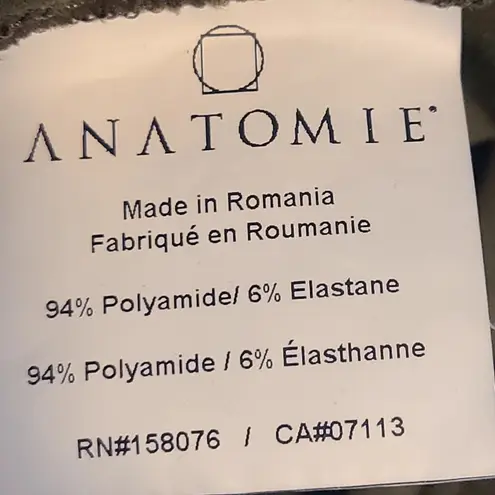 ANATOMIE
Made in Romania
Fabriqué en Roumanie
94% Polyamide/ 6% Elastane
94% Polyamide / 6% Élasthanne
RN#158076 / CA#07113